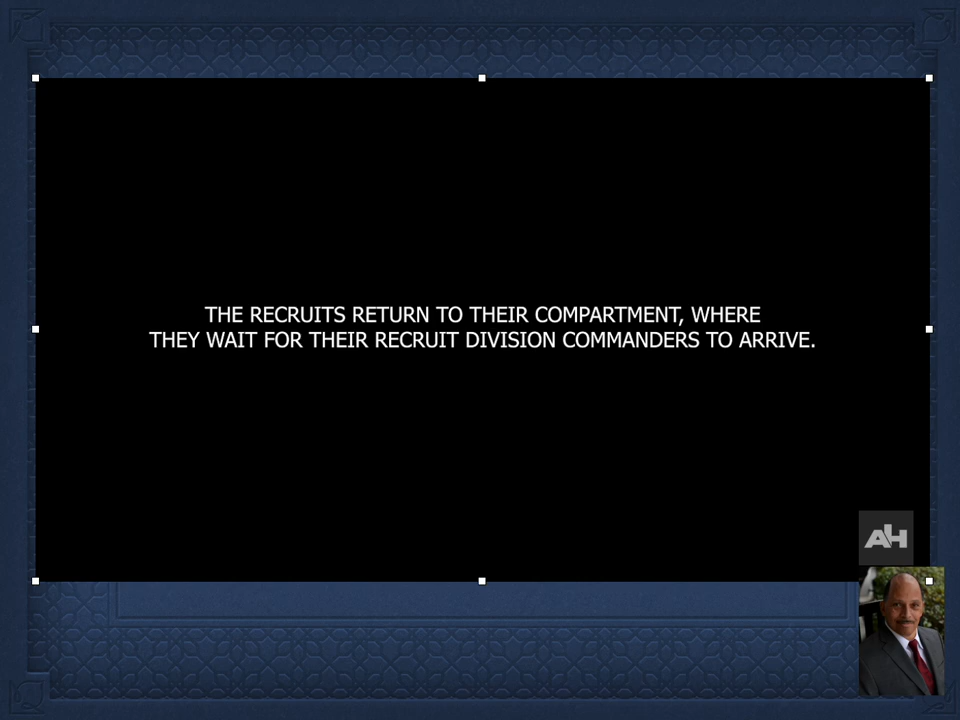 THE RECRUITS RETURN TO THEIR COMPARTMENT, WHERE
THEY WAIT FOR THEIR RECRUIT DIVISION COMMANDERS TO ARRIVE.
AH